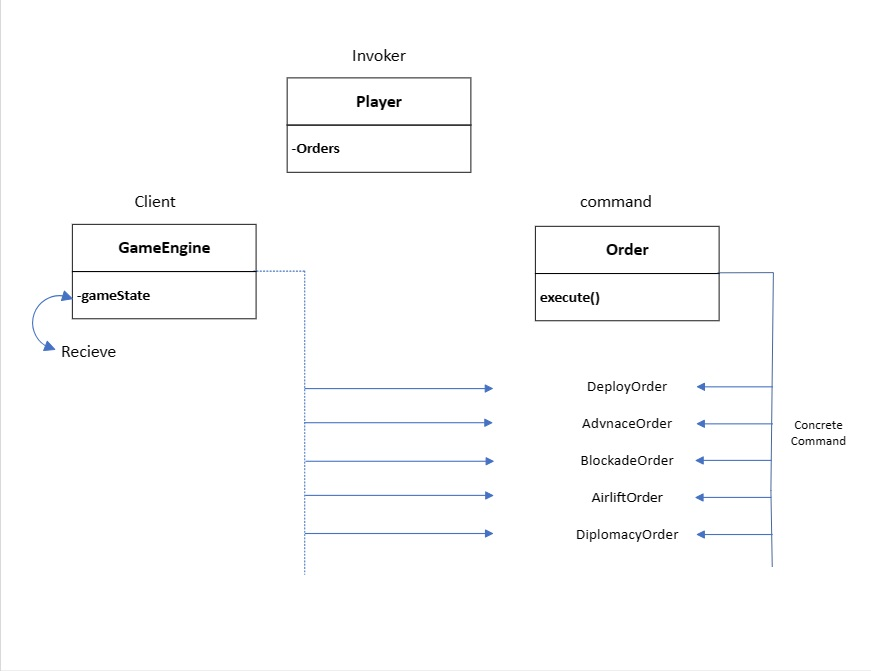 Invoker
Player
-Orders
Client
command
GameEngine
Order
-gameState
execute()
Recieve
DeployOrder
AdvnaceOrder
BlockadeOrder
AirliftOrder
DiplomacyOrder
Concrete
Command